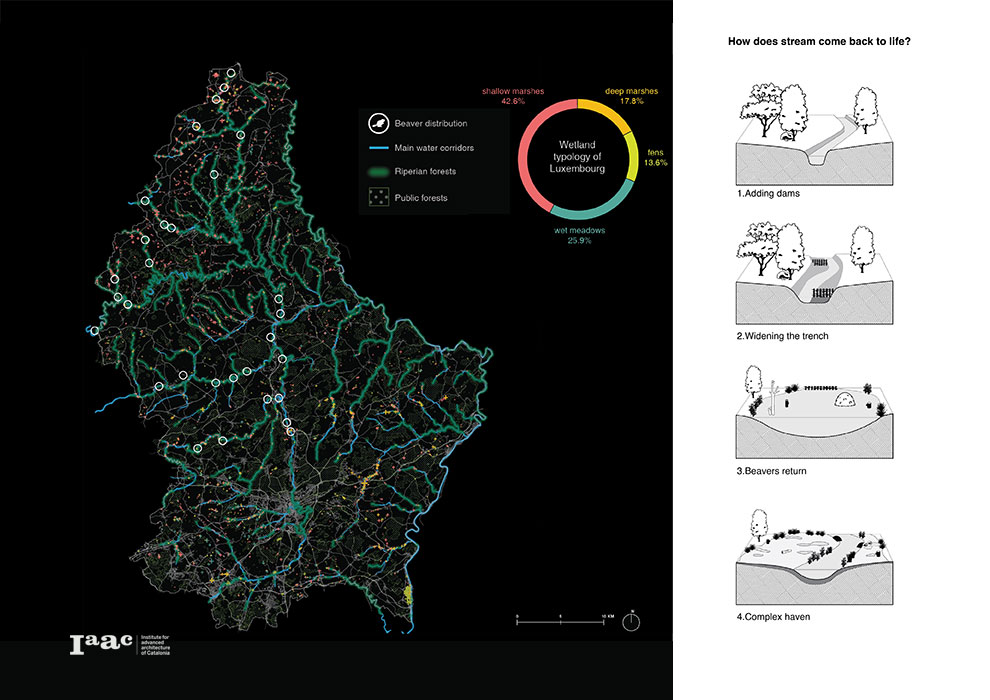 shallow marshes
42.6%
deep marshes
17.8%
Beaver distribution
Main water corridors
Riperian forests
Public forests
Wetland
typology of
Luxembourg
fens
13.6%
wet meadows
25.9%
10 KM
N
Iaac
Institute for
advanced
architecture
of Catalonia
How does stream come back to life?
1.Adding dams
2.Widening the trench
3.Beavers return
4.Complex haven